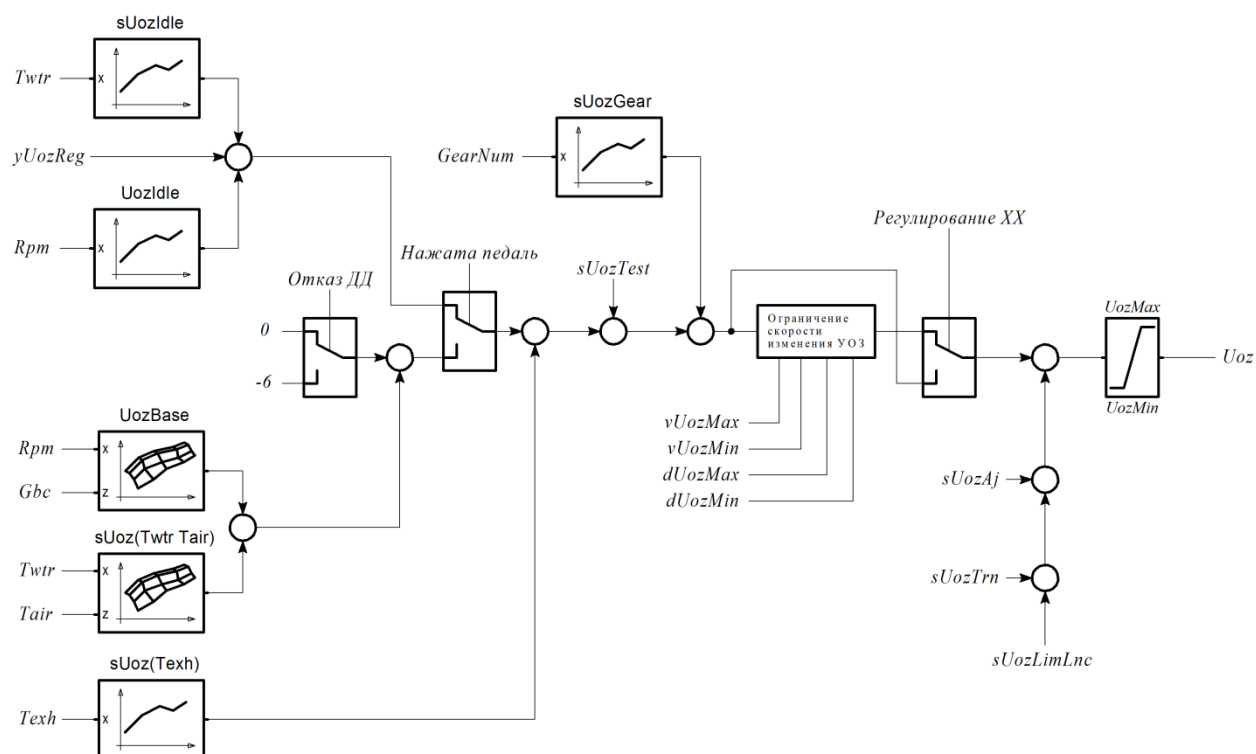 sUozIdle
Twtr
x
yUozReg
UozIdle
Rpm
x
sUozGear
GearNum
x
Регулирование ХХ
Нажата педаль
Отказ ДД
sUozTest
0
-6
Ограничение
скорости
изменения УОЗ
UozMax
Uoz
UozMin
vUozMax
vUozMin
dUozMax
dUozMin
UozBase
Rpm
x
Gbc
z
sUoz(Twtr Tair)
Twtr
x
Tair
z
sUozAj
sUozTrn
sUozLimLnc
sUoz(Texh)
Texh
x